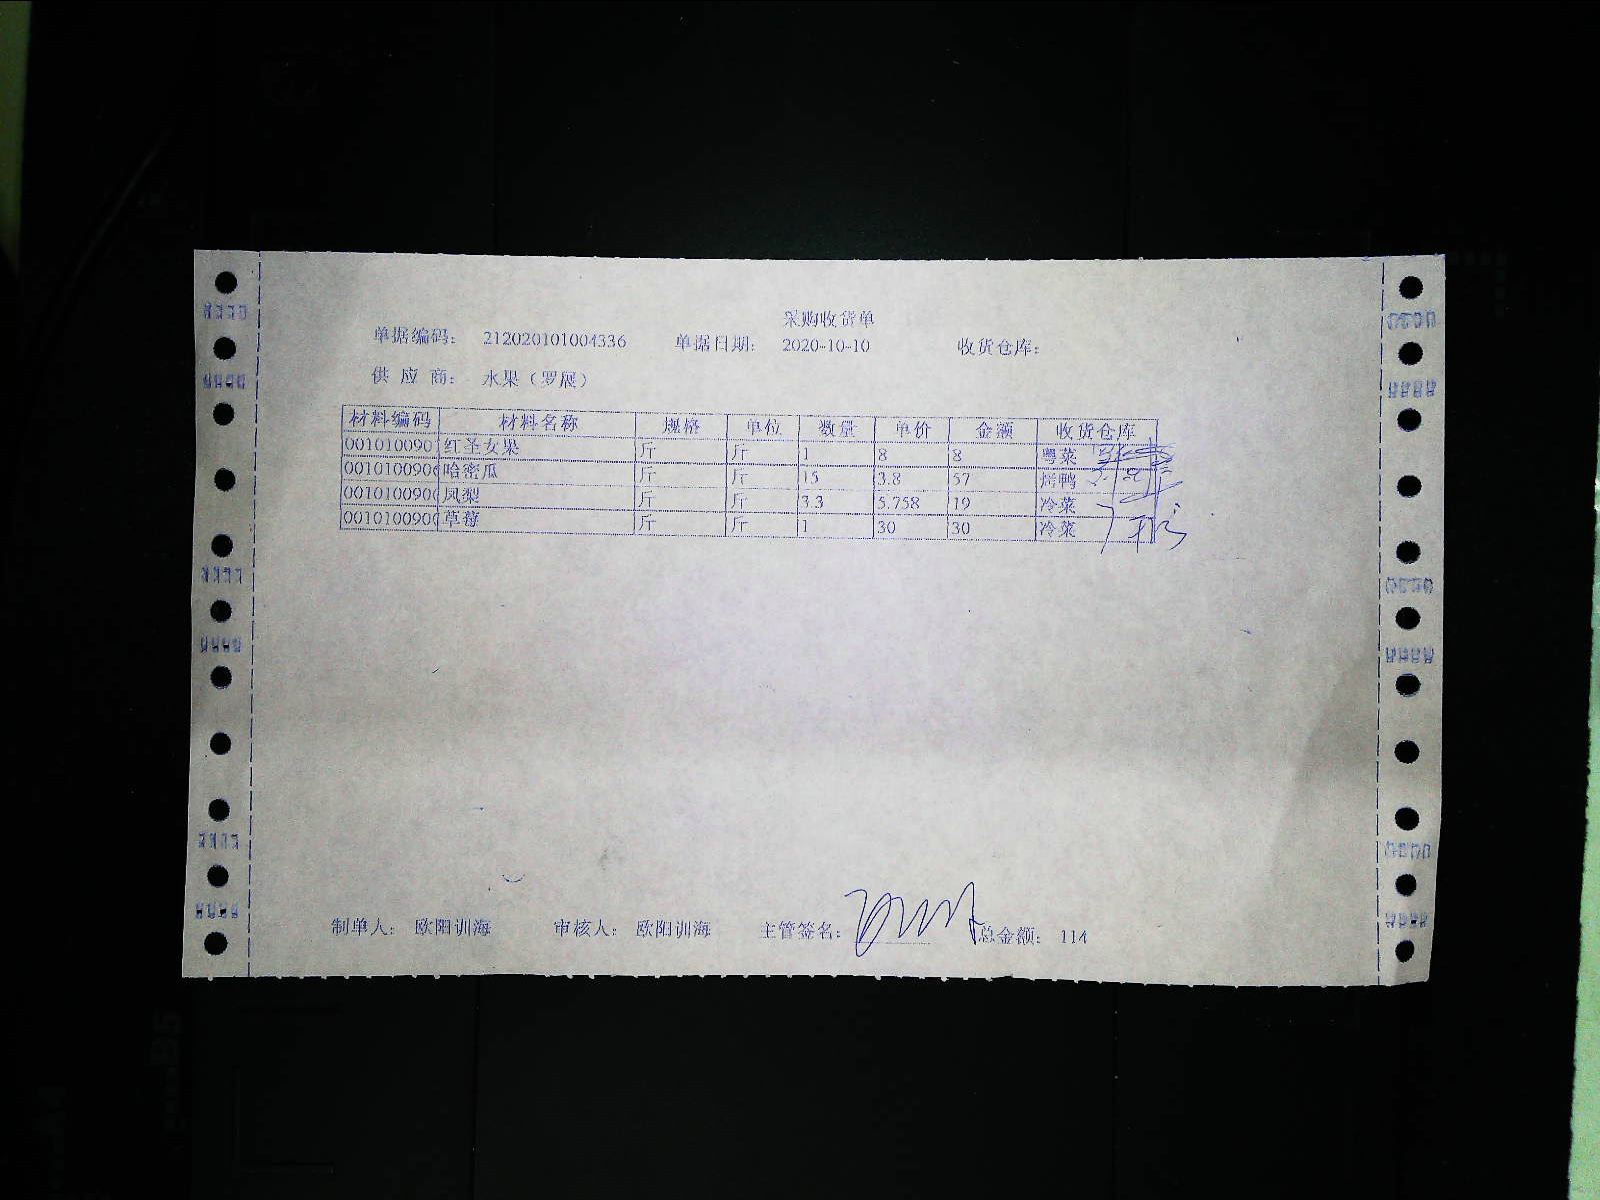 采购收货单
单据编码： 212020101004336 单据日期： 2020-10-10 收货仓库：
供 应 商： 水果（罗展）
材料编码 材料名称 规格 单位 数量 单价 金额 收货仓库
001010090 红圣女果 斤 斤 1 8 8 粤菜
001010090 哈密瓜 斤 斤 15 3.8 57 烤鸭
001010090 凤梨 斤 斤 3.3 5.758 19 冷菜
001010090 草莓 斤 斤 1 30 30 冷菜
制单人： 欧阳训海 审核人： 欧阳训海 主管签名： 总金额： 114